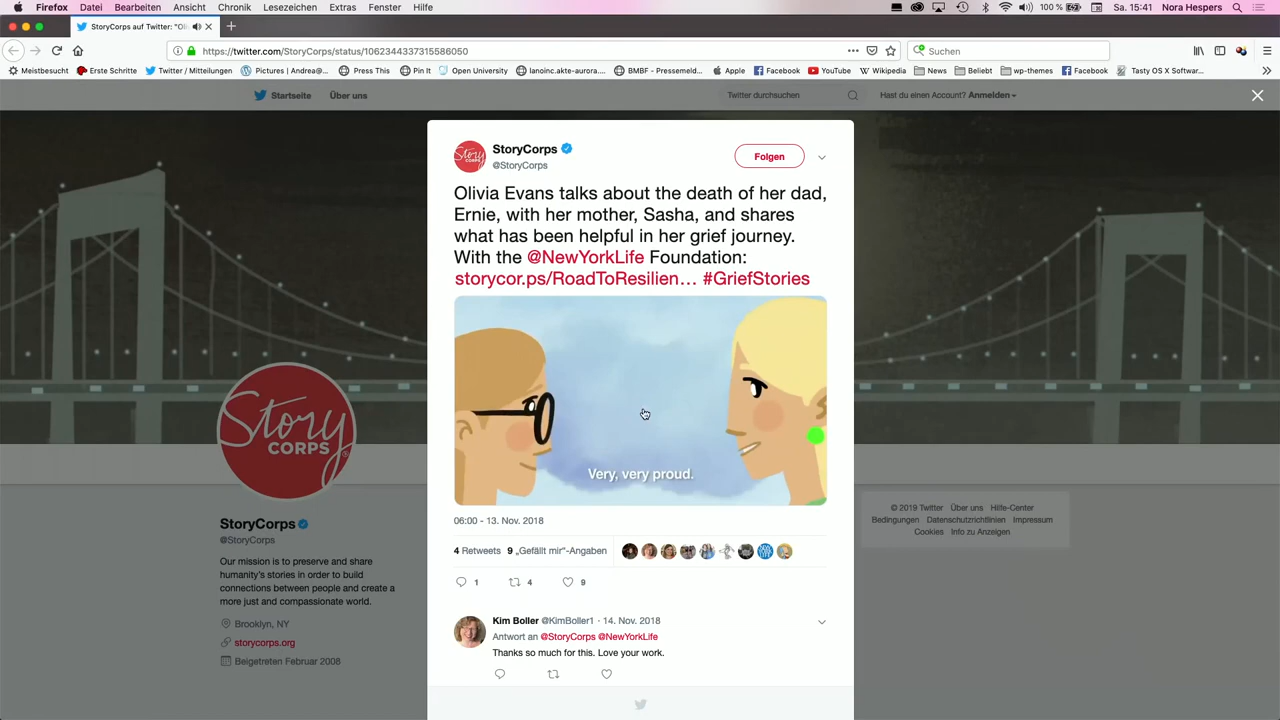 Firefox Datei Bearbeiten Ansicht Chronik Lesezeichen Extras Fenster Hilfe 100 % Sa. 15:41 Nora Hespers
StoryCorps auf Twitter: "Oli
https://twitter.com/StoryCorps/status/1062344337315586050 Suchen
Meistbesucht Erste Schritte Twitter / Mitteilungen Pictures | Andrea@... Press This Pin It Open University lanoinc.akte-aurora.... BMBF - Pressemeld... Apple Facebook YouTube Wikipedia News Beliebt wp-themes Facebook Tasty OS X Softwar...
Startseite Über uns Twitter durchsuchen Hast du einen Account? Anmelden
StoryCorps
@StoryCorps
Folgen
Olivia Evans talks about the death of her dad,
Ernie, with her mother, Sasha, and shares
what has been helpful in her grief journey.
With the @NewYorkLife Foundation:
storycor.ps/RoadToResilien… #GriefStories
Very, very proud.
06:00 - 13. Nov. 2018
4 Retweets 9 „Gefällt mir“-Angaben
1 4 9
Kim Boller @KimBoller1 · 14. Nov. 2018
Antwort an @StoryCorps @NewYorkLife
Thanks so much for this. Love your work.
Story
CORPS
StoryCorps
@StoryCorps
Our mission is to preserve and share
humanity's stories in order to build
connections between people and create a
more just and compassionate world.
Brooklyn, NY
storycorps.org
Beigetreten Februar 2008
© 2019 Twitter Über uns Hilfe-Center
Bedingungen Datenschutzrichtlinien Impressum
Cookies Info zu Anzeigen